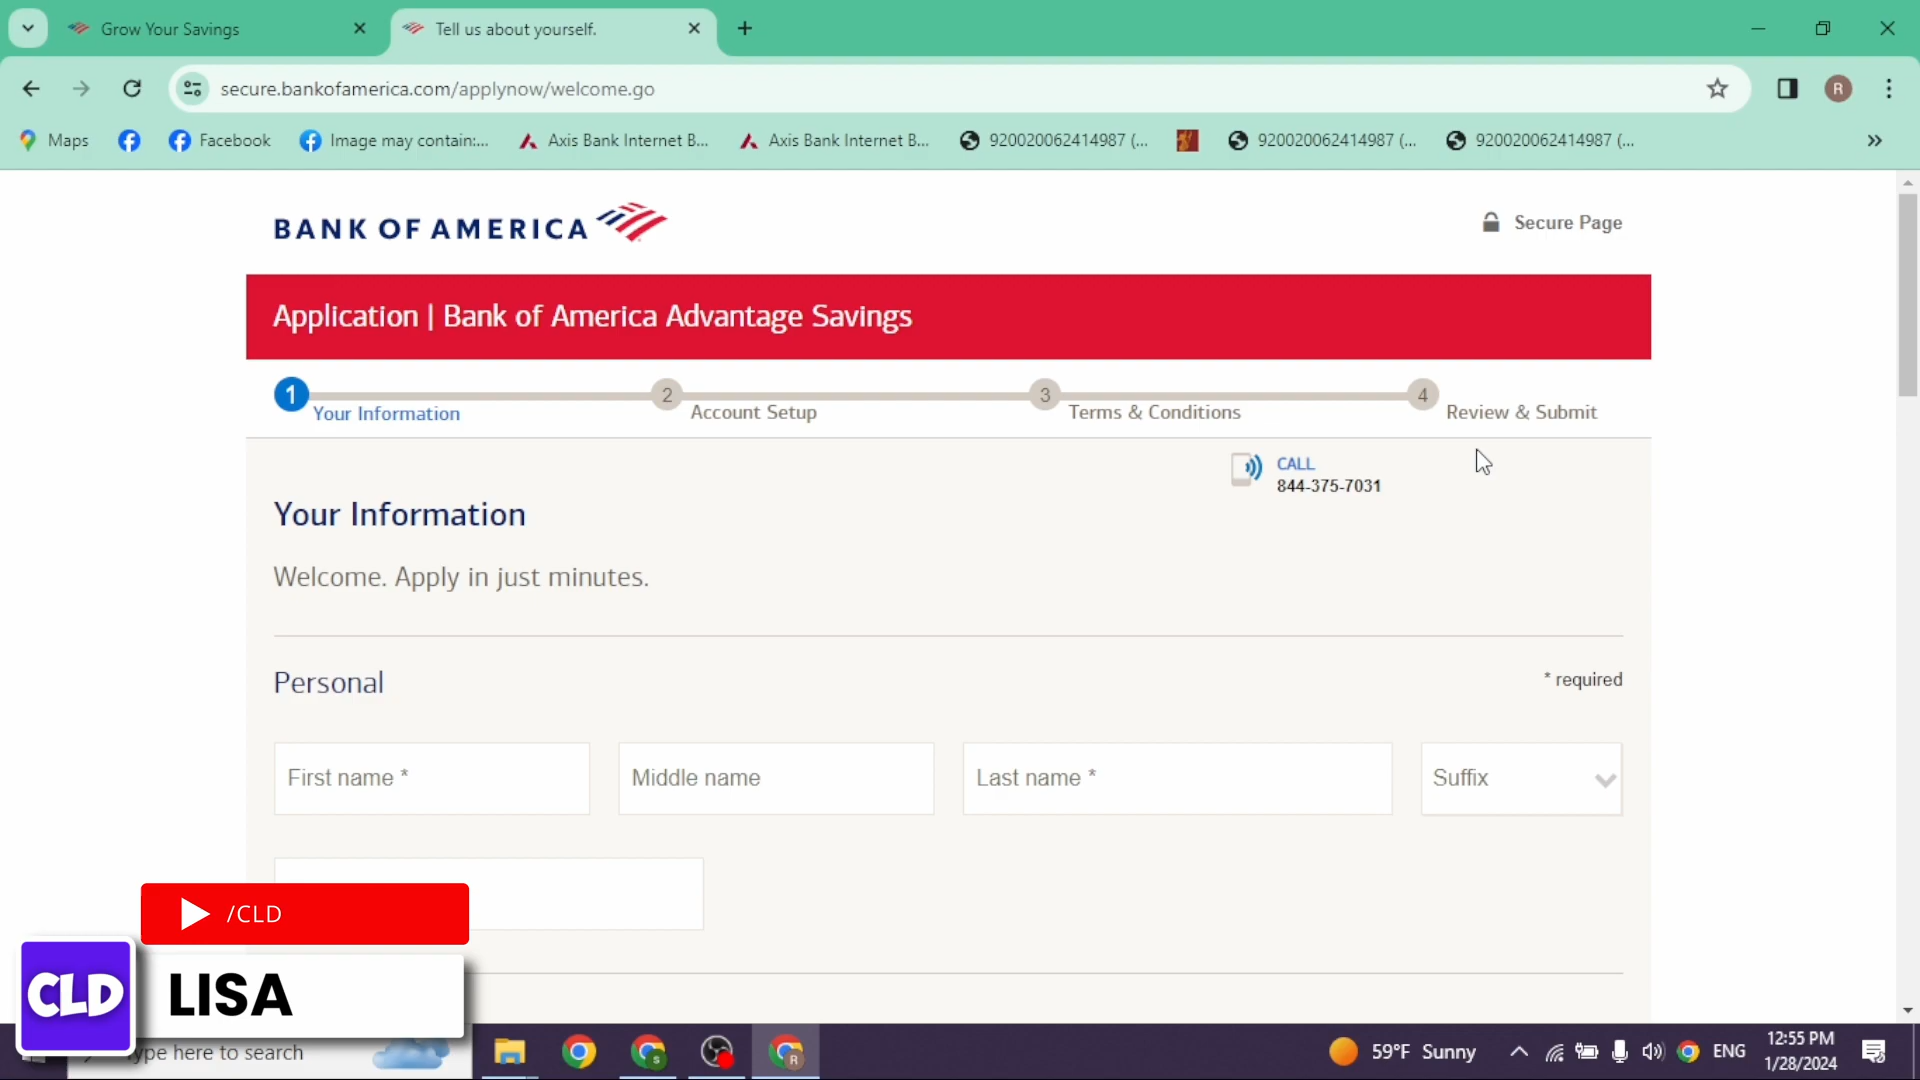 Grow Your Savings
Tell us about yourself.
secure.bankofamerica.com/applynow/welcome.go
R
Maps
Facebook
Image may contain:...
Axis Bank Internet B...
Axis Bank Internet B...
920020062414987 (...
920020062414987 (...
920020062414987 (...
BANK OF AMERICA
Secure Page
Application | Bank of America Advantage Savings
1
Your Information
2
Account Setup
3
Terms & Conditions
4
Review & Submit
CALL
844-375-7031
Your Information
Welcome. Apply in just minutes.
Personal
* required
First name *
Middle name
Last name *
Suffix
/CLD
CLD
LISA
ype here to search
S
R
59°F Sunny
ENG
12:55 PM
1/28/2024